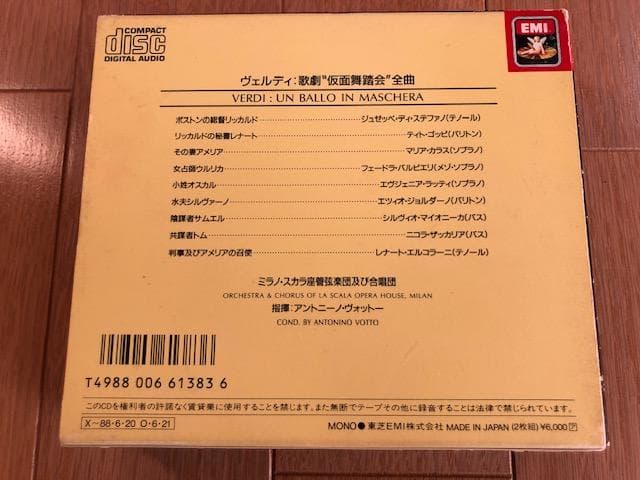 COMPACT
disc
DIGITAL AUDIO
EMI
ヴェルディ:歌劇“仮面舞踏会”全曲
VERDI : UN BALLO IN MASCHERA
ボストンの総督リッカルド……ジュゼッペ・ディ・ステファノ(テノール)
リッカルドの秘書レナート……ティト・ゴッビ(バリトン)
その妻アメリア……マリア・カラス(ソプラノ)
女占師ウルリカ……フェードラ・バルビエリ(メゾ・ソプラノ)
小姓オスカル……エヴジェニア・ラッティ(ソプラノ)
水夫シルヴァーノ……エツィオ・ジョルダーノ(バリトン)
陰謀者サムエル……シルヴィオ・マイオニーカ(バス)
共謀者トム……ニコラ・ザッカリア(バス)
判事及びアメリアの召使……レナート・エルコラーニ(テノール)
ミラノ・スカラ座管弦楽団及び合唱団
ORCHESTRA & CHORUS OF LA SCALA OPERA HOUSE, MILAN
指揮:アントニーノ・ヴォットー
COND. BY ANTONINO VOTTO
T4988 006 61383 6
このCDを権利者の許諾なく賃貸業に使用することを禁じます。また無断でテープその他に録音することは法律で禁じられています。
X〜88・6・20 O・6・21
MONO● 東芝EMI株式会社 MADE IN JAPAN (2枚組) ¥6,000 ア